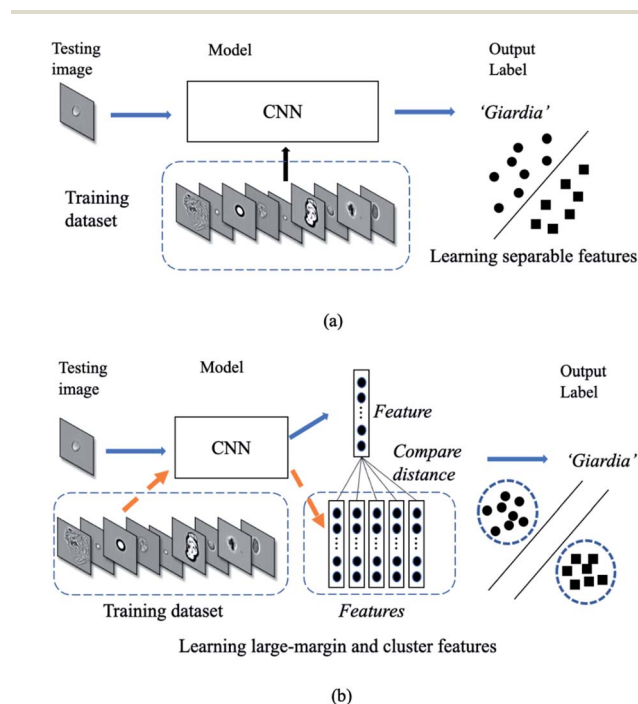 Testing
image
Model
Output
Label
CNN
'Giardia'
Training
dataset
Learning separable features
(a)
Testing
image
Model
Output
Label
CNN
Feature
Compare
distance
'Giardia'
Training dataset
Features
Learning large-margin and cluster features
(b)